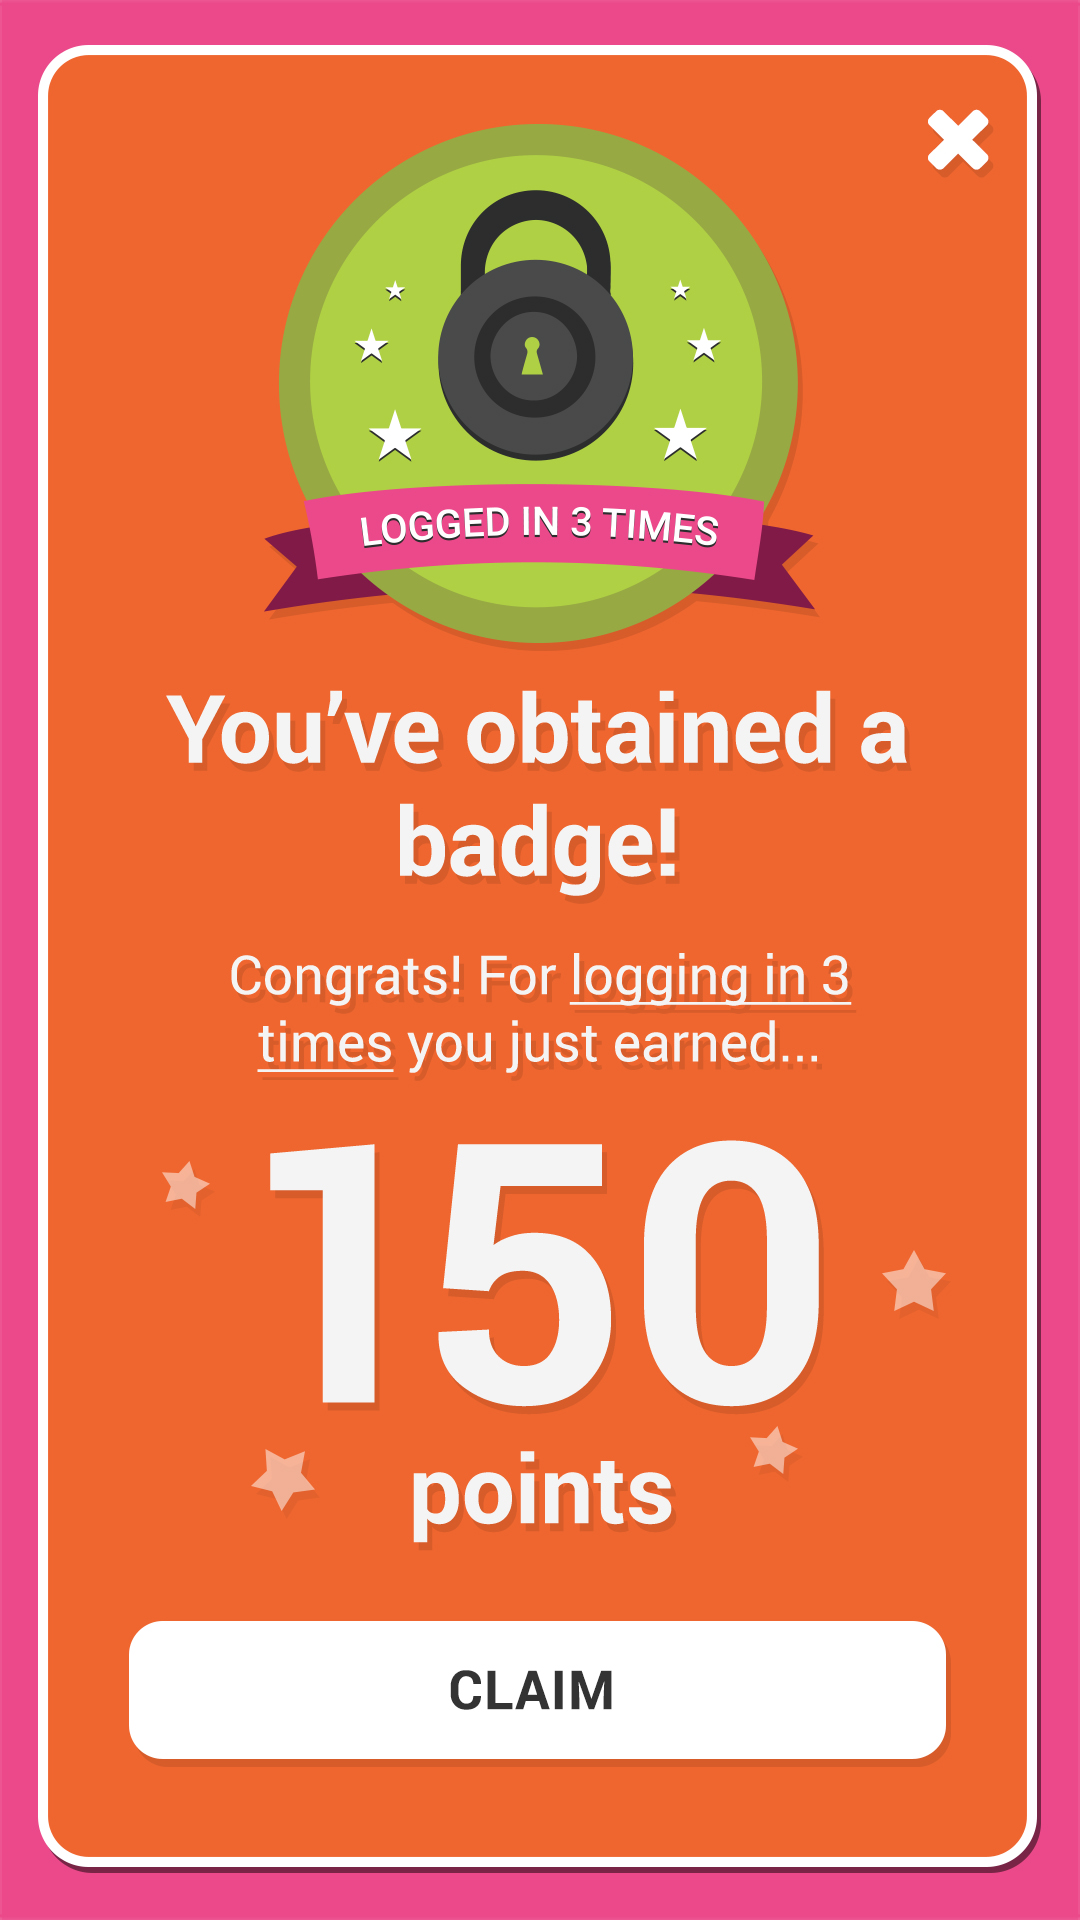 LOGGED IN 3 TIMES
You’ve obtained a
badge!
Congrats! For logging in 3
times you just earned...
150
points
CLAIM